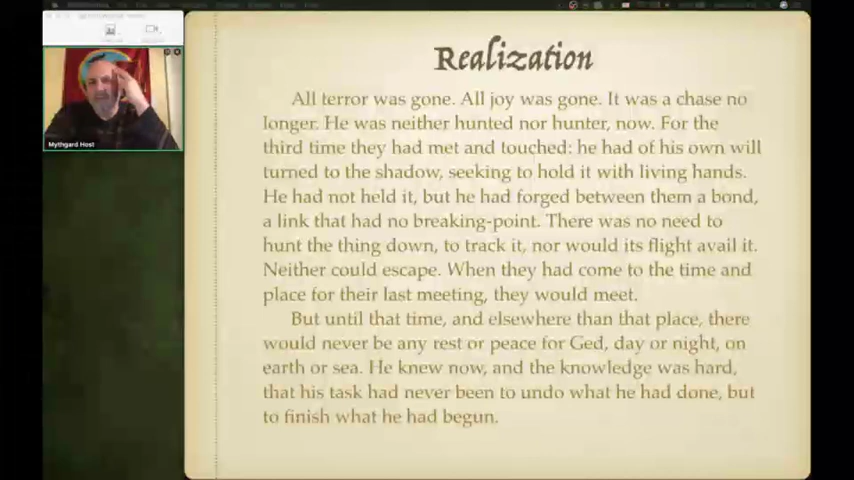 Realization
All terror was gone. All joy was gone. It was a chase no
longer. He was neither hunted nor hunter, now. For the
third time they had met and touched: he had of his own will
turned to the shadow, seeking to hold it with living hands.
He had not held it, but he had forged between them a bond,
a link that had no breaking-point. There was no need to
hunt the thing down, to track it, nor would its flight avail it.
Neither could escape. When they had come to the time and
place for their last meeting, they would meet.
But until that time, and elsewhere than that place, there
would never be any rest or peace for Ged, day or night, on
earth or sea. He knew now, and the knowledge was hard,
that his task had never been to undo what he had done, but
to finish what he had begun.
Mythgard Host